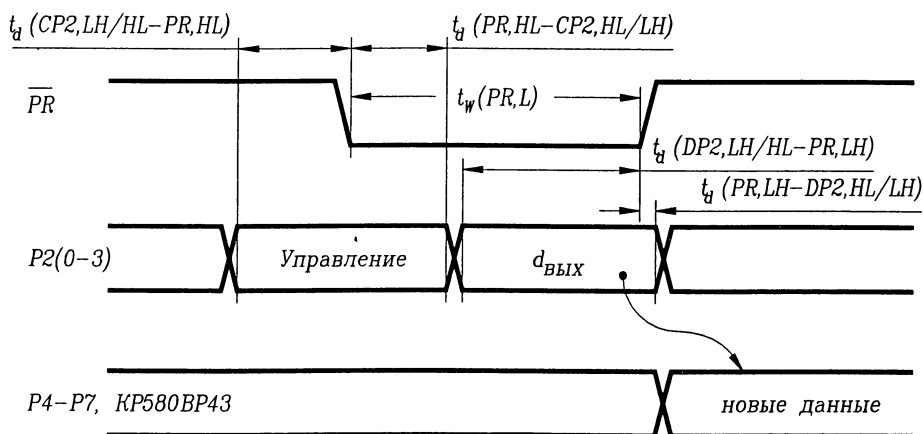 t_d (CP2,LH/HL-PR,HL)
t_d (PR,HL-CP2,HL/LH)
PR
t_W (PR,L)
t_d (DP2,LH/HL-PR,LH)
t_d (PR,LH-DP2,HL/LH)
P2(0-3)
Управление
d_вых
P4-P7, КР580ВР43
новые данные